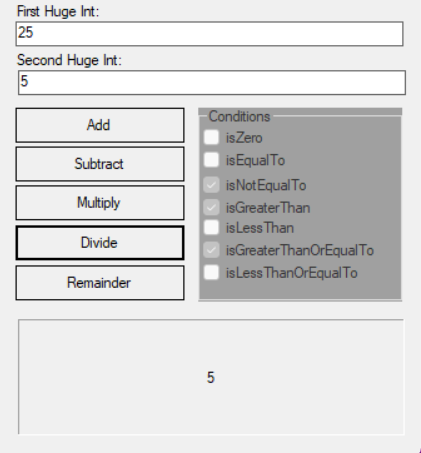 First Huge Int:
25
Second Huge Int:
5
Add
Subtract
Multiply
Divide
Remainder
Conditions
isZero
isEqualTo
isNotEqualTo
isGreaterThan
isLessThan
isGreaterThanOrEqualTo
isLessThanOrEqualTo
5